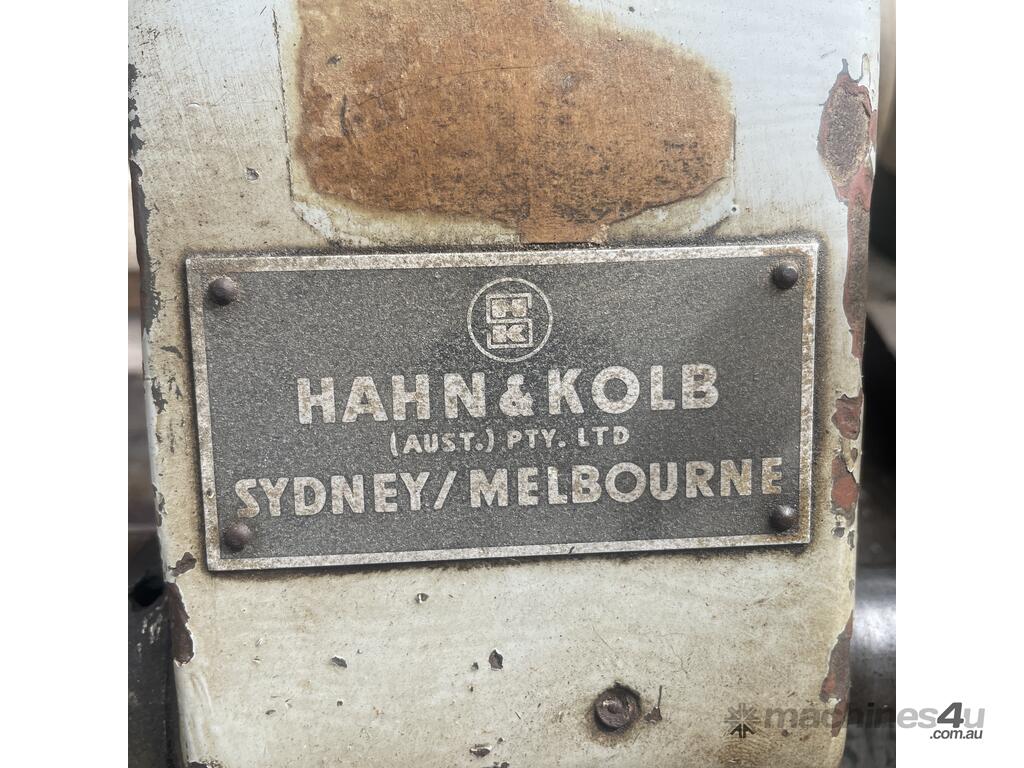 HK
HAHN & KOLB
(AUST.) PTY. LTD
SYDNEY/MELBOURNE
machines4u
.com.au